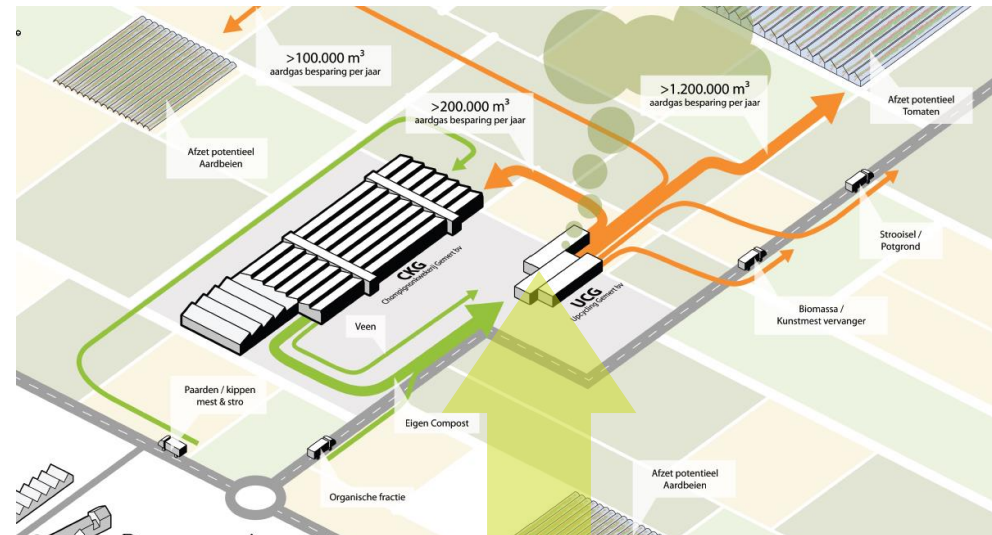 >100.000 m³
aardgas besparing per jaar
>200.000 m³
aardgas besparing per jaar
>1.200.000 m³
aardgas besparing per jaar
Afzet potentieel
Tomaten
Afzet potentieel
Aardbeien
CKG
Champignonkwekerij Gemert bv
UCG
Upcycling Gemert bv
Strooisel /
Potgrond
Biomassa /
Kunstmest vervanger
Veen
Paarden / kippen
mest & stro
Eigen Compost
Organische fractie
Afzet potentieel
Aardbeien